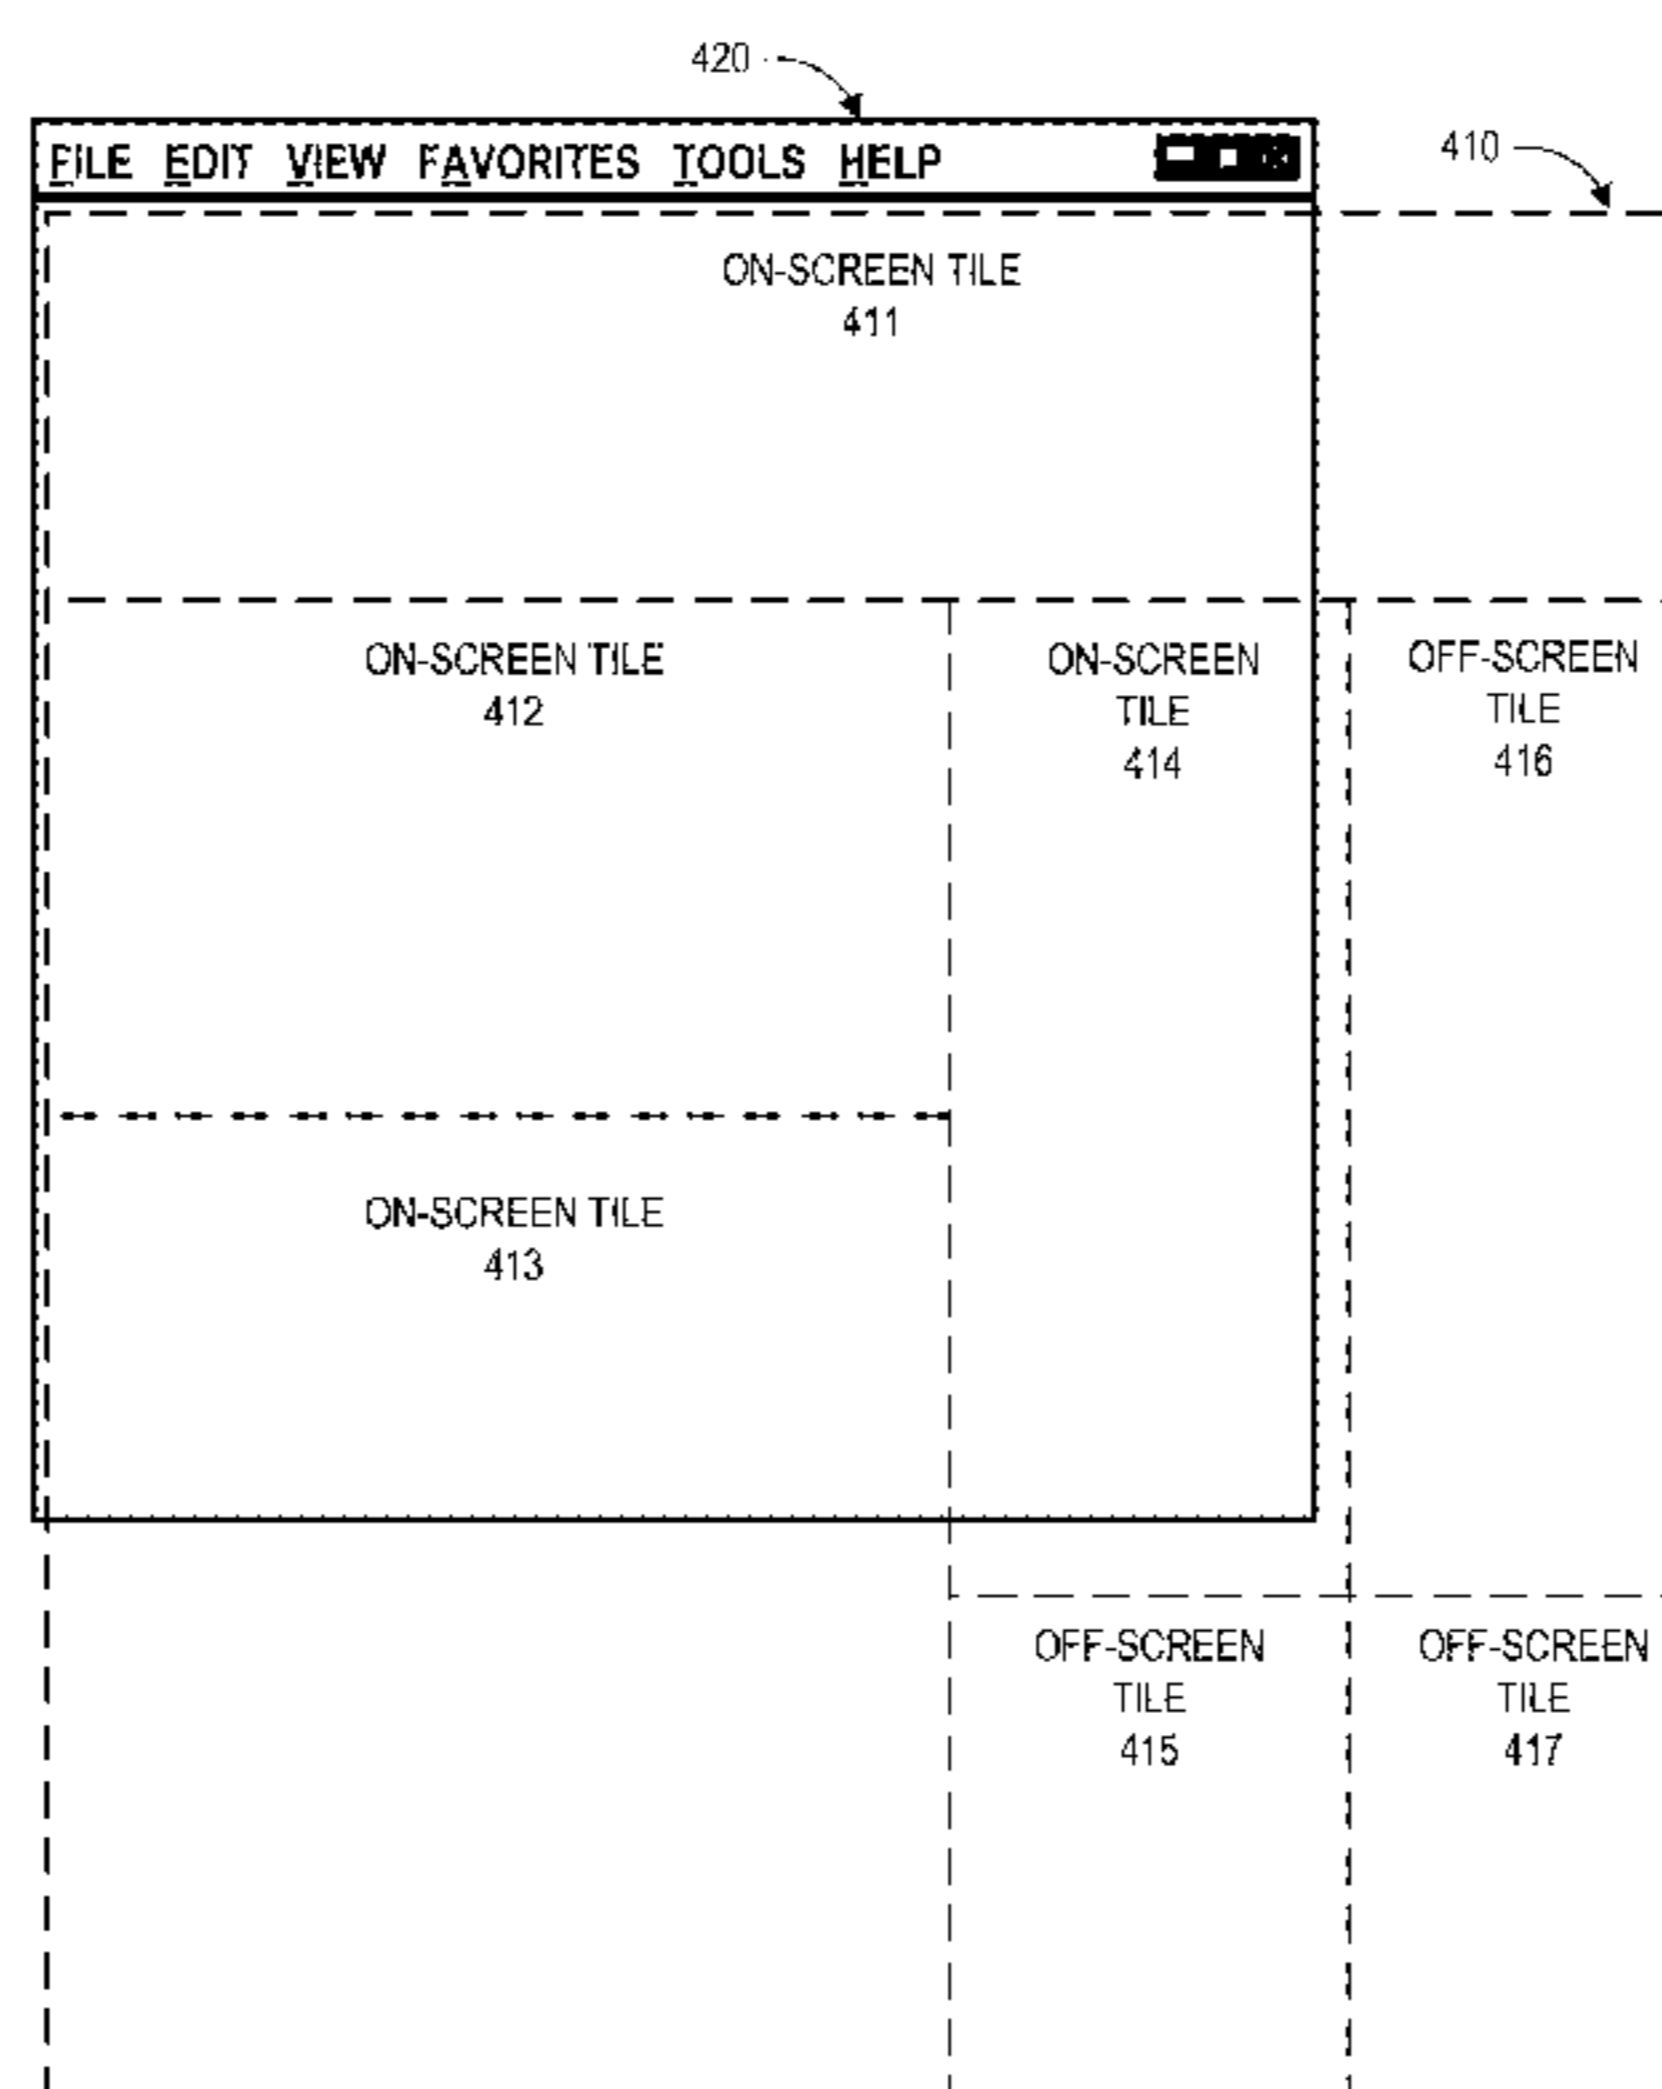 420
410
FILE EDIT VIEW FAVORITES TOOLS HELP
ON-SCREEN TILE
411
ON-SCREEN TILE
412
ON-SCREEN
TILE
414
OFF-SCREEN
TILE
416
ON-SCREEN TILE
413
OFF-SCREEN
TILE
415
OFF-SCREEN
TILE
417